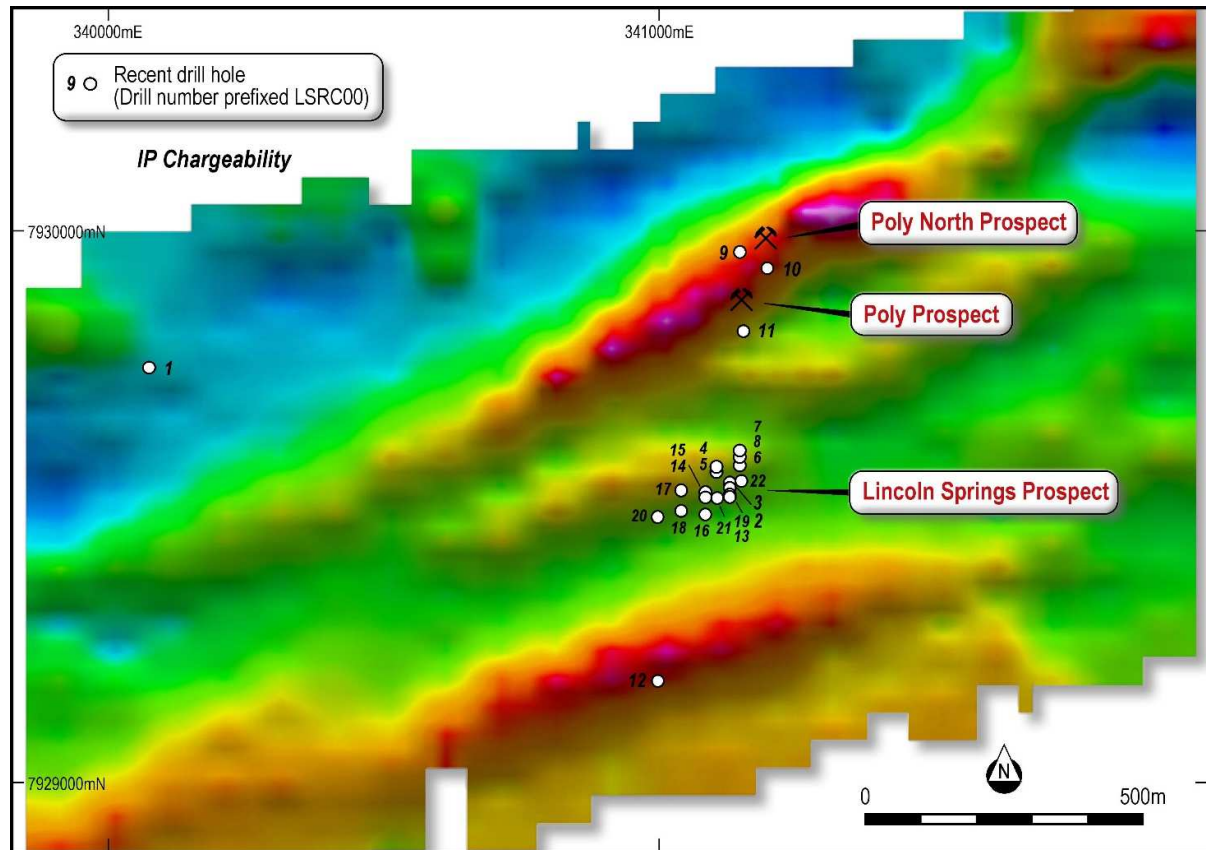 340000mE
341000mE
9 Recent drill hole
(Drill number prefixed LSRC00)
IP Chargeability
7930000mN
Poly North Prospect
9
10
Poly Prospect
11
1
7
15 4 8
14 5 6
22
17
Lincoln Springs Prospect
3
20
18 16 21 19 2
13
12
7929000mN
N
0 500m